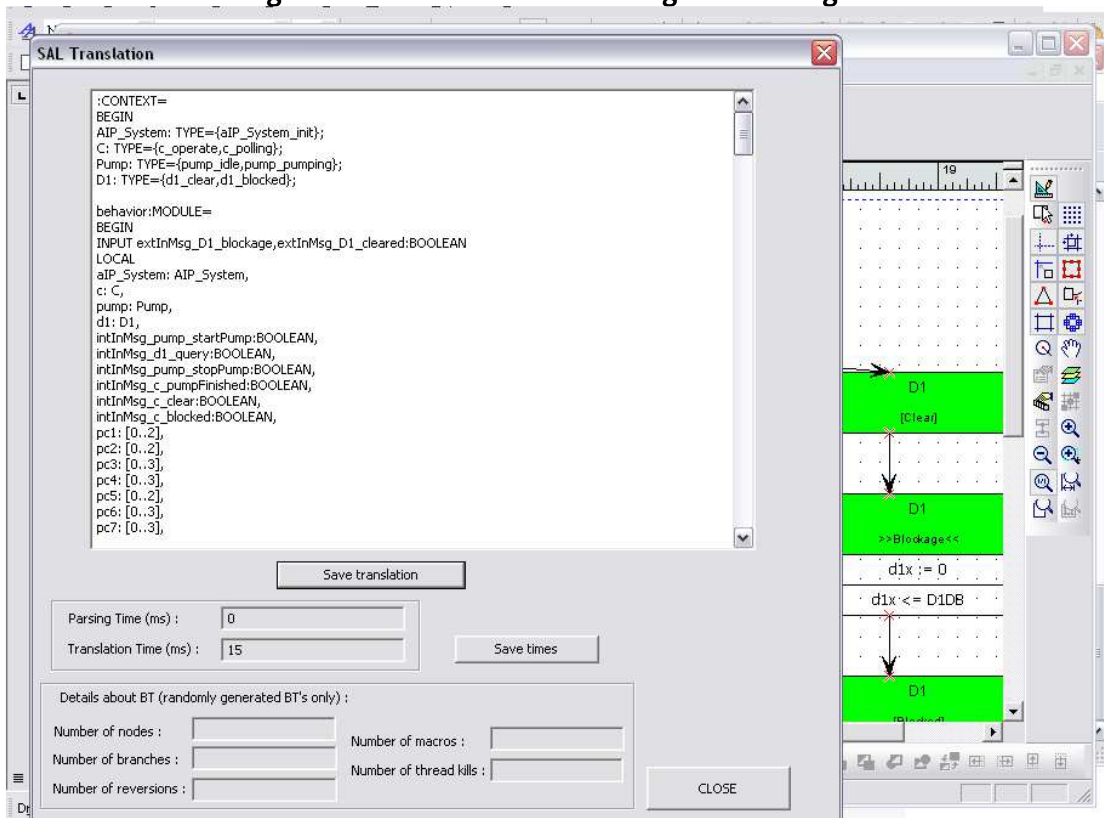 SAL Translation
:CONTEXT=
BEGIN
AIP_System: TYPE={aIP_System_init};
C: TYPE={c_operate,c_polling};
Pump: TYPE={pump_idle,pump_pumping};
D1: TYPE={d1_clear,d1_blocked};
behavior:MODULE=
BEGIN
INPUT extInMsg_D1_blockage,extInMsg_D1_cleared:BOOLEAN
LOCAL
aIP_System: AIP_System,
c: C,
pump: Pump,
d1: D1,
intInMsg_pump_startPump:BOOLEAN,
intInMsg_d1_query:BOOLEAN,
intInMsg_pump_stopPump:BOOLEAN,
intInMsg_c_pumpFinished:BOOLEAN,
intInMsg_c_clear:BOOLEAN,
intInMsg_c_blocked:BOOLEAN,
pc1: [0..2],
pc2: [0..2],
pc3: [0..3],
pc4: [0..3],
pc5: [0..2],
pc6: [0..3],
pc7: [0..3],
Save translation
Parsing Time (ms) : 0
Translation Time (ms) : 15
Save times
Details about BT (randomly generated BT's only) :
Number of nodes :
Number of branches :
Number of reversions :
Number of macros :
Number of thread kills :
CLOSE
19
D1
[Clear]
D1
>>Blockage<<
d1x := 0
d1x <= D1DB
D1
[Blocked]